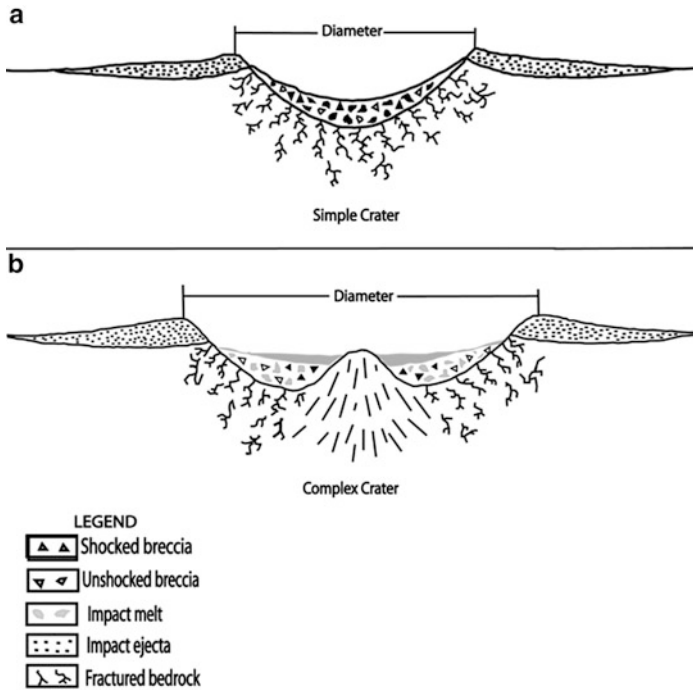 a
Diameter
Simple Crater
b
Diameter
Complex Crater
LEGEND
Shocked breccia
Unshocked breccia
Impact melt
Impact ejecta
Fractured bedrock